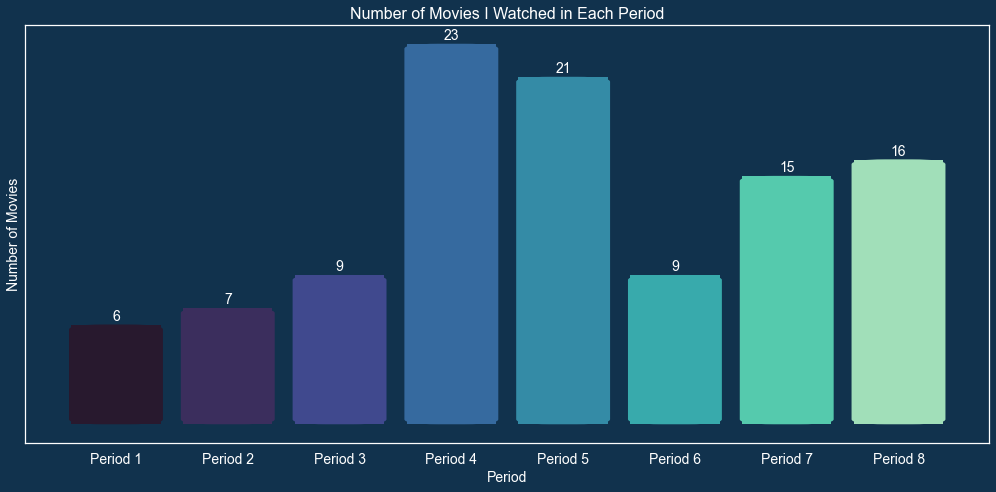 Number of Movies I Watched in Each Period
23
21
16
15
9
9
7
6
Number of Movies
Period 1 Period 2 Period 3 Period 4 Period 5 Period 6 Period 7 Period 8
Period